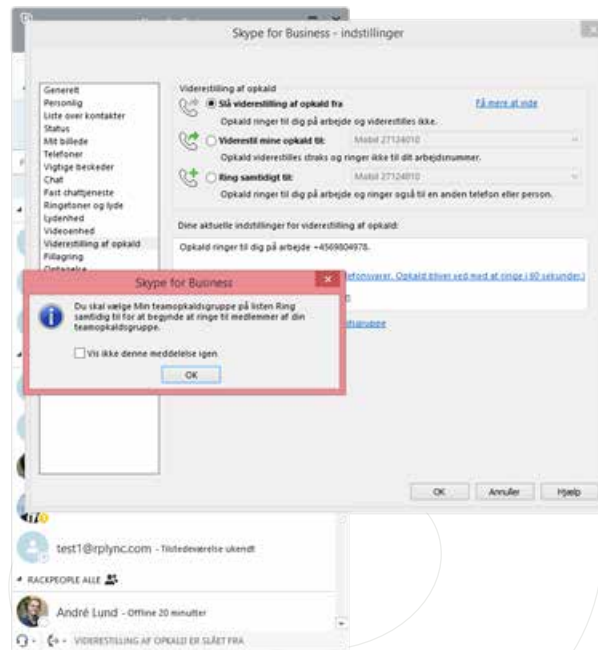 Skype for Business - indstillinger
Generelt
Personlig
Liste over kontakter
Status
Mit billede
Telefoner
Vigtige beskeder
Chat
Fast chattjeneste
Ringetoner og lyde
Lydenhed
Videoenhed
Viderestilling af opkald
Fillagring
Optagelse
Viderestilling af opkald
Slå viderestilling af opkald fra
Få mere at vide
Opkald ringer til dig på arbejde og viderestilles ikke.
Viderestil mine opkald til:
Mobil 27124010
Opkald viderestilles straks og ringer ikke til dit arbejdsnummer.
Ring samtidigt til:
Mobil 27124010
Opkald ringer til dig på arbejde og ringer også til en anden telefon eller person.
Dine aktuelle indstillinger for viderestilling af opkald:
Opkald ringer til dig på arbejde +4569804978.
Opkald bliver ved med at ringe i 60 sekunder.)
Skype for Business
Du skal vælge Min teamopkaldsgruppe på listen Ring
samtidig til for at begynde at ringe til medlemmer af din
teamopkaldsgruppe.
Vis ikke denne meddelelse igen
OK
OK
Annuller
Hjælp
test1@rplync.com - Tilstedeværelse ukendt
RACKPEOPLE ALLE
André Lund - Offline 20 minutter
VIDERESTILLING AF OPKALD ER SLÅET FRA